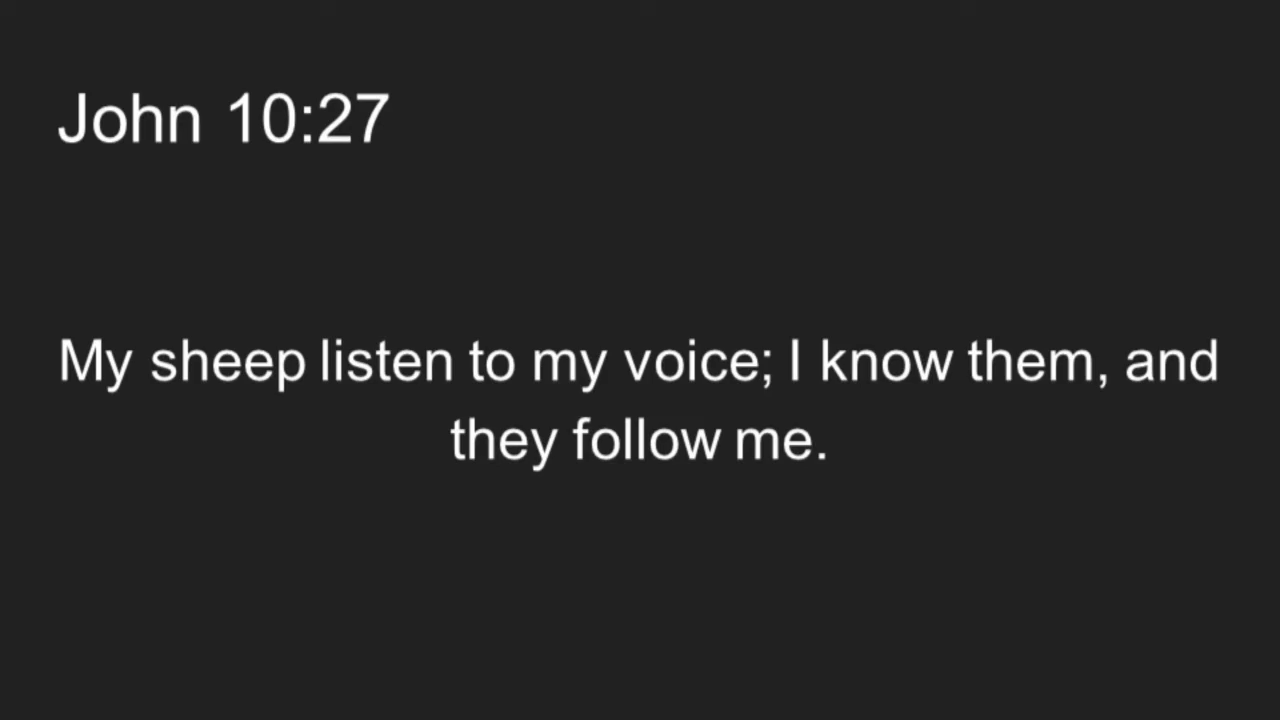 John 10:27
My sheep listen to my voice; I know them, and
they follow me.